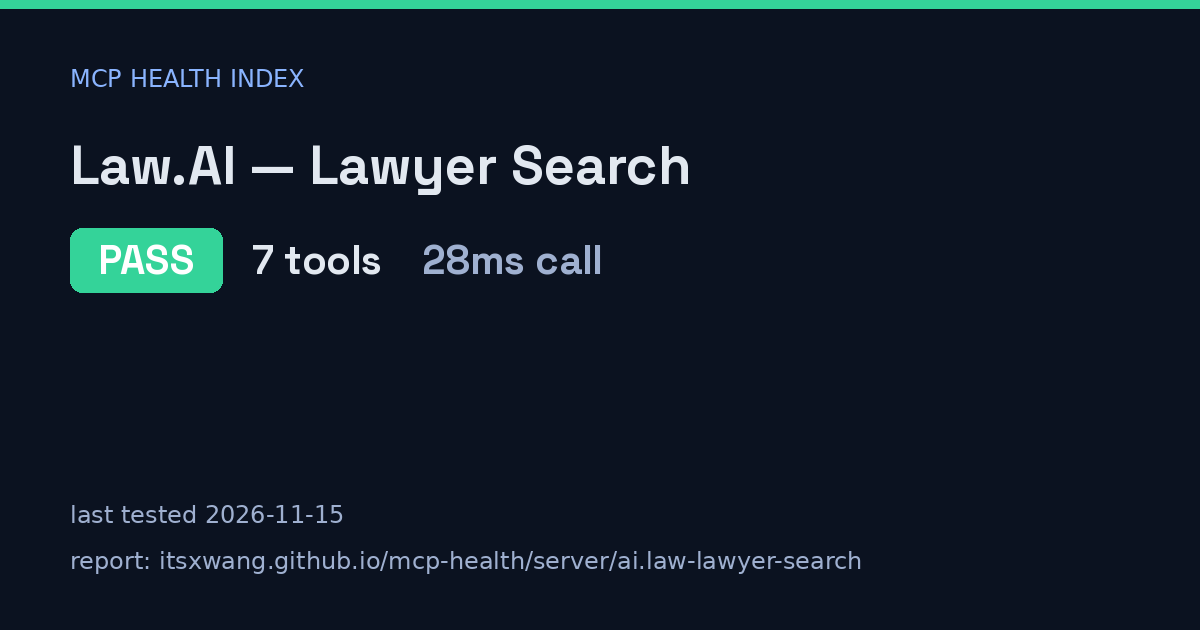 MCP HEALTH INDEX
Law.AI — Lawyer Search
PASS 7 tools 28ms call
last tested 2026-11-15
report: itsxwang.github.io/mcp-health/server/ai.law-lawyer-search